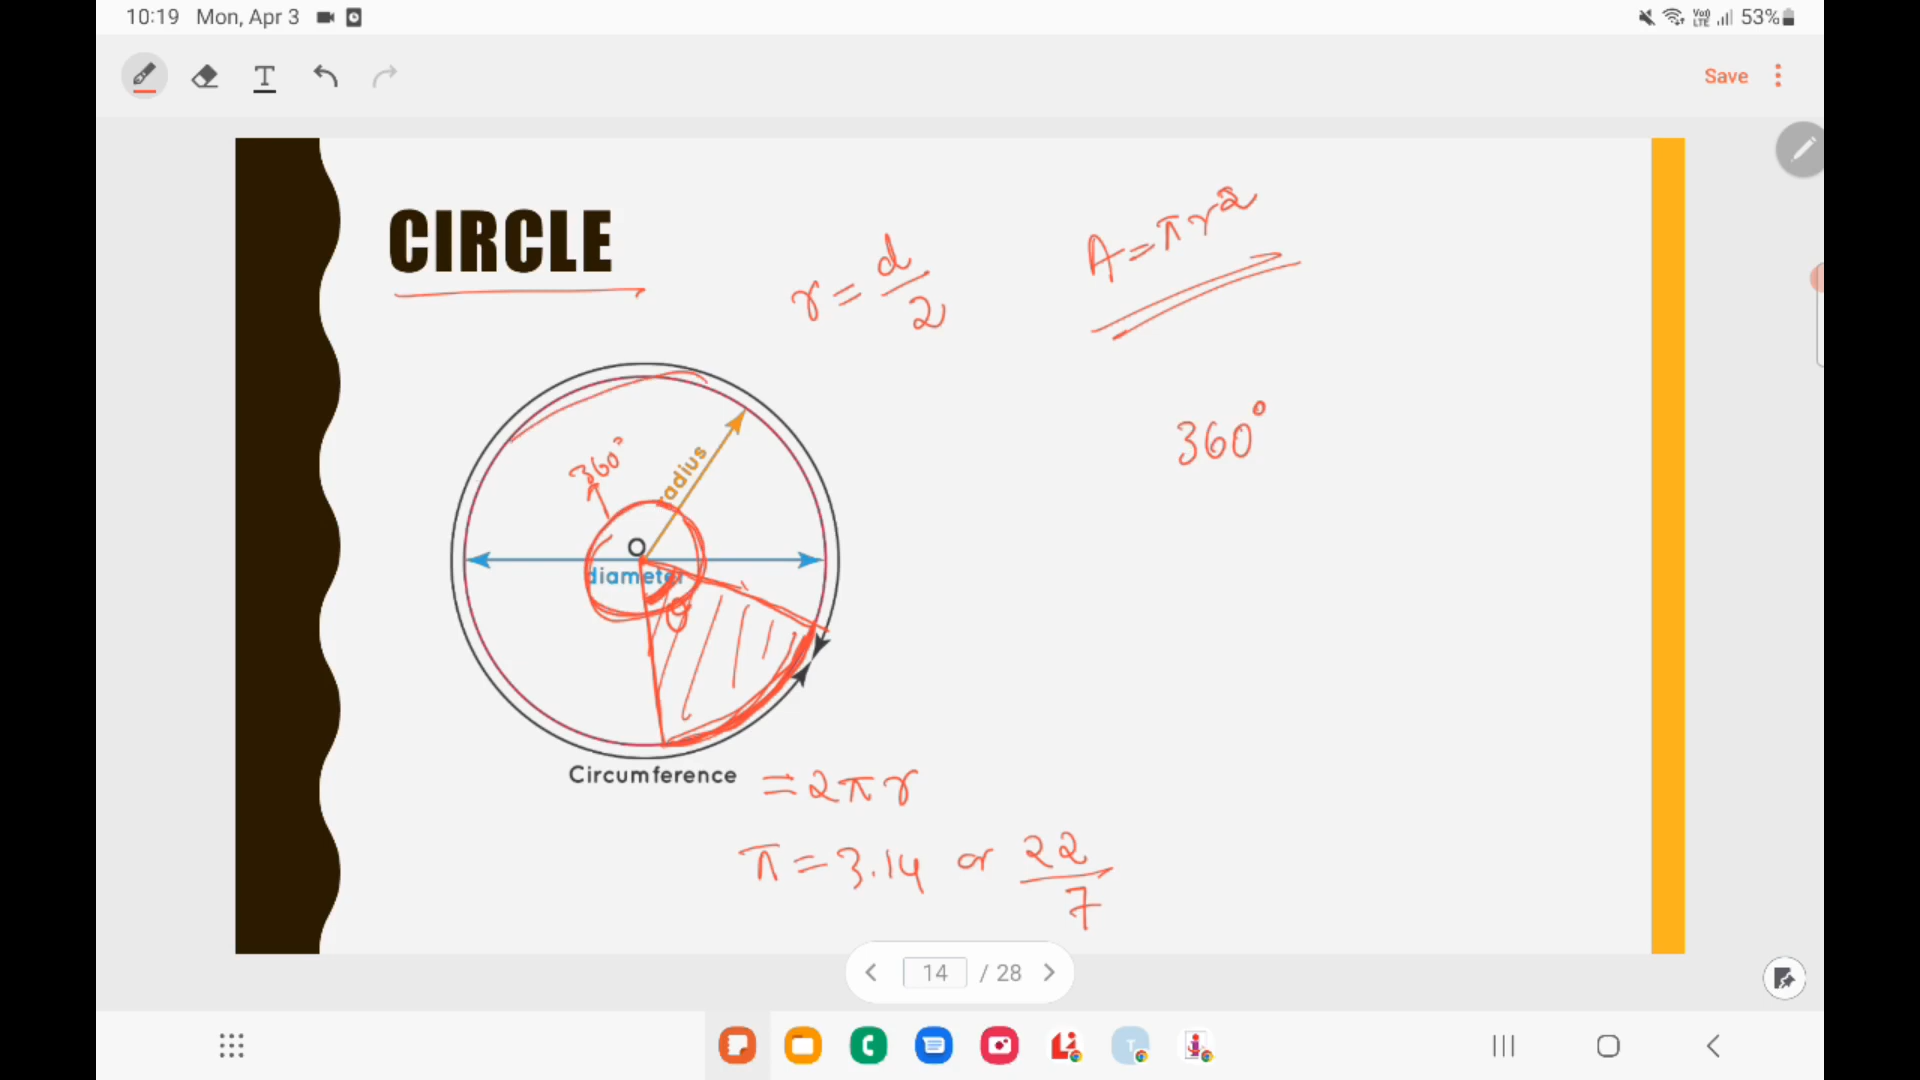 10:19 Mon, Apr 3
53%
T
Save
CIRCLE
r = d/2
A = πr²
360°
360°
radius
O
diameter
θ
Circumference = 2πr
π = 3.14 or 22/7
14 / 28